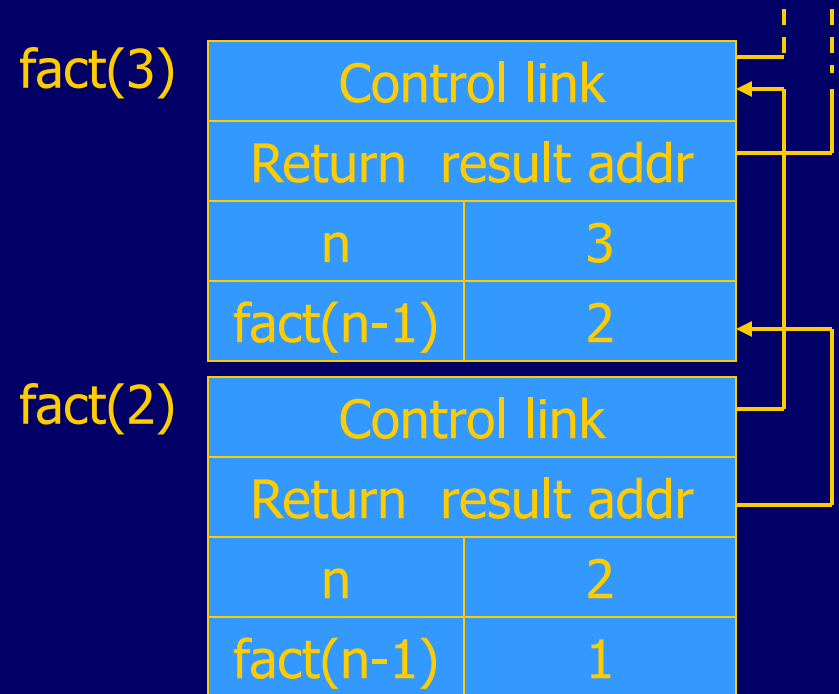 fact(3)
Control link
Return result addr
n 3
fact(n-1) 2
fact(2)
Control link
Return result addr
n 2
fact(n-1) 1